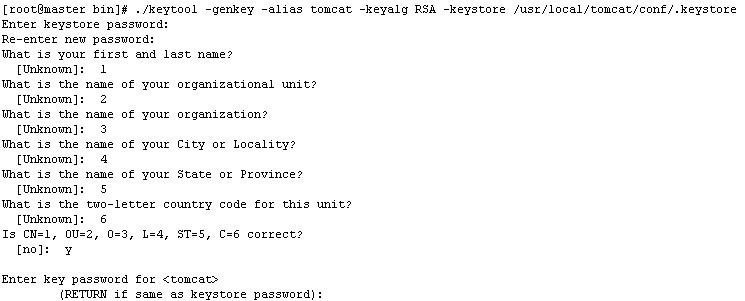 [root@master bin]# ./keytool -genkey -alias tomcat -keyalg RSA -keystore /usr/local/tomcat/conf/.keystore
Enter keystore password:
Re-enter new password:
What is your first and last name?
  [Unknown]:  1
What is the name of your organizational unit?
  [Unknown]:  2
What is the name of your organization?
  [Unknown]:  3
What is the name of your City or Locality?
  [Unknown]:  4
What is the name of your State or Province?
  [Unknown]:  5
What is the two-letter country code for this unit?
  [Unknown]:  6
Is CN=1, OU=2, O=3, L=4, ST=5, C=6 correct?
  [no]:  y

Enter key password for <tomcat>
        (RETURN if same as keystore password):